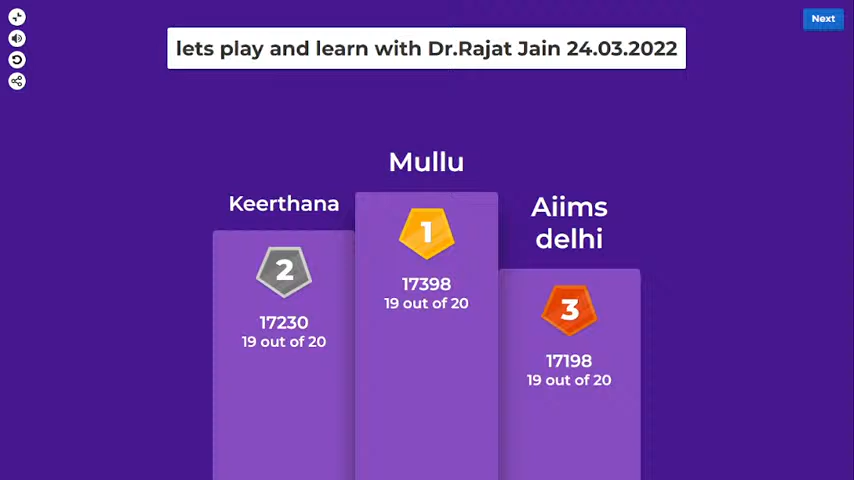 Next
lets play and learn with Dr.Rajat Jain 24.03.2022
Mullu
Keerthana
Aiims
delhi
1
2
3
17398
19 out of 20
17230
19 out of 20
17198
19 out of 20